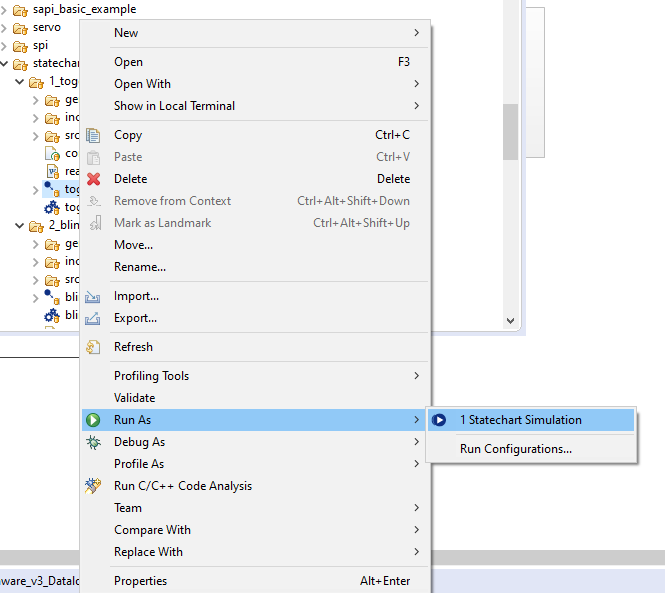 sapi_basic_example
servo
spi
statechar
1_tog
ge
inc
src
co
rea
tog
tog
2_blin
ge
inc
src
bli
bli
New
Open F3
Open With
Show in Local Terminal
Copy Ctrl+C
Paste Ctrl+V
Delete Delete
Remove from Context Ctrl+Alt+Shift+Down
Mark as Landmark Ctrl+Alt+Shift+Up
Move...
Rename...
Import...
Export...
Refresh
Profiling Tools
Validate
Run As
1 Statechart Simulation
Run Configurations...
Debug As
Profile As
Run C/C++ Code Analysis
Team
Compare With
Replace With
Properties Alt+Enter
ware_v3_Datalo